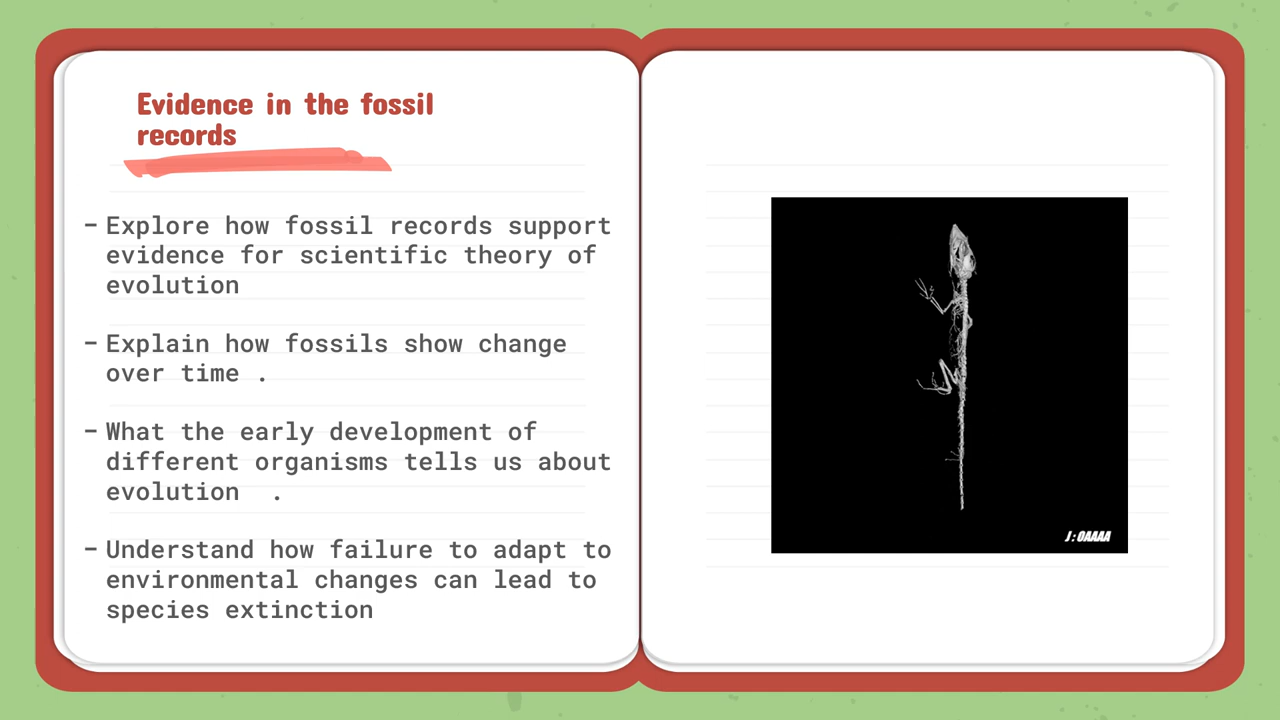 Evidence in the fossil
records
- Explore how fossil records support
evidence for scientific theory of
evolution
- Explain how fossils show change
over time .
- What the early development of
different organisms tells us about
evolution  .
- Understand how failure to adapt to
environmental changes can lead to
species extinction
J:OAAAA